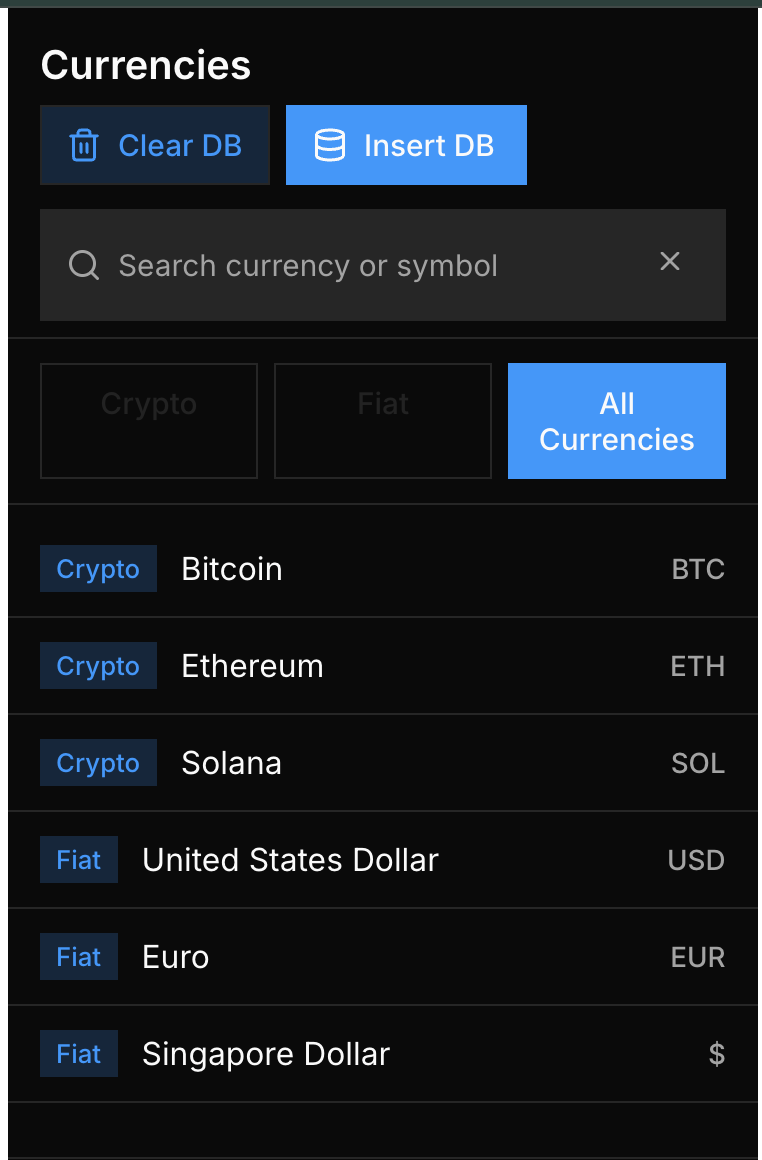 Currencies
Clear DB
Insert DB
Search currency or symbol
Crypto
Fiat
All
Currencies
Crypto Bitcoin BTC
Crypto Ethereum ETH
Crypto Solana SOL
Fiat United States Dollar USD
Fiat Euro EUR
Fiat Singapore Dollar $